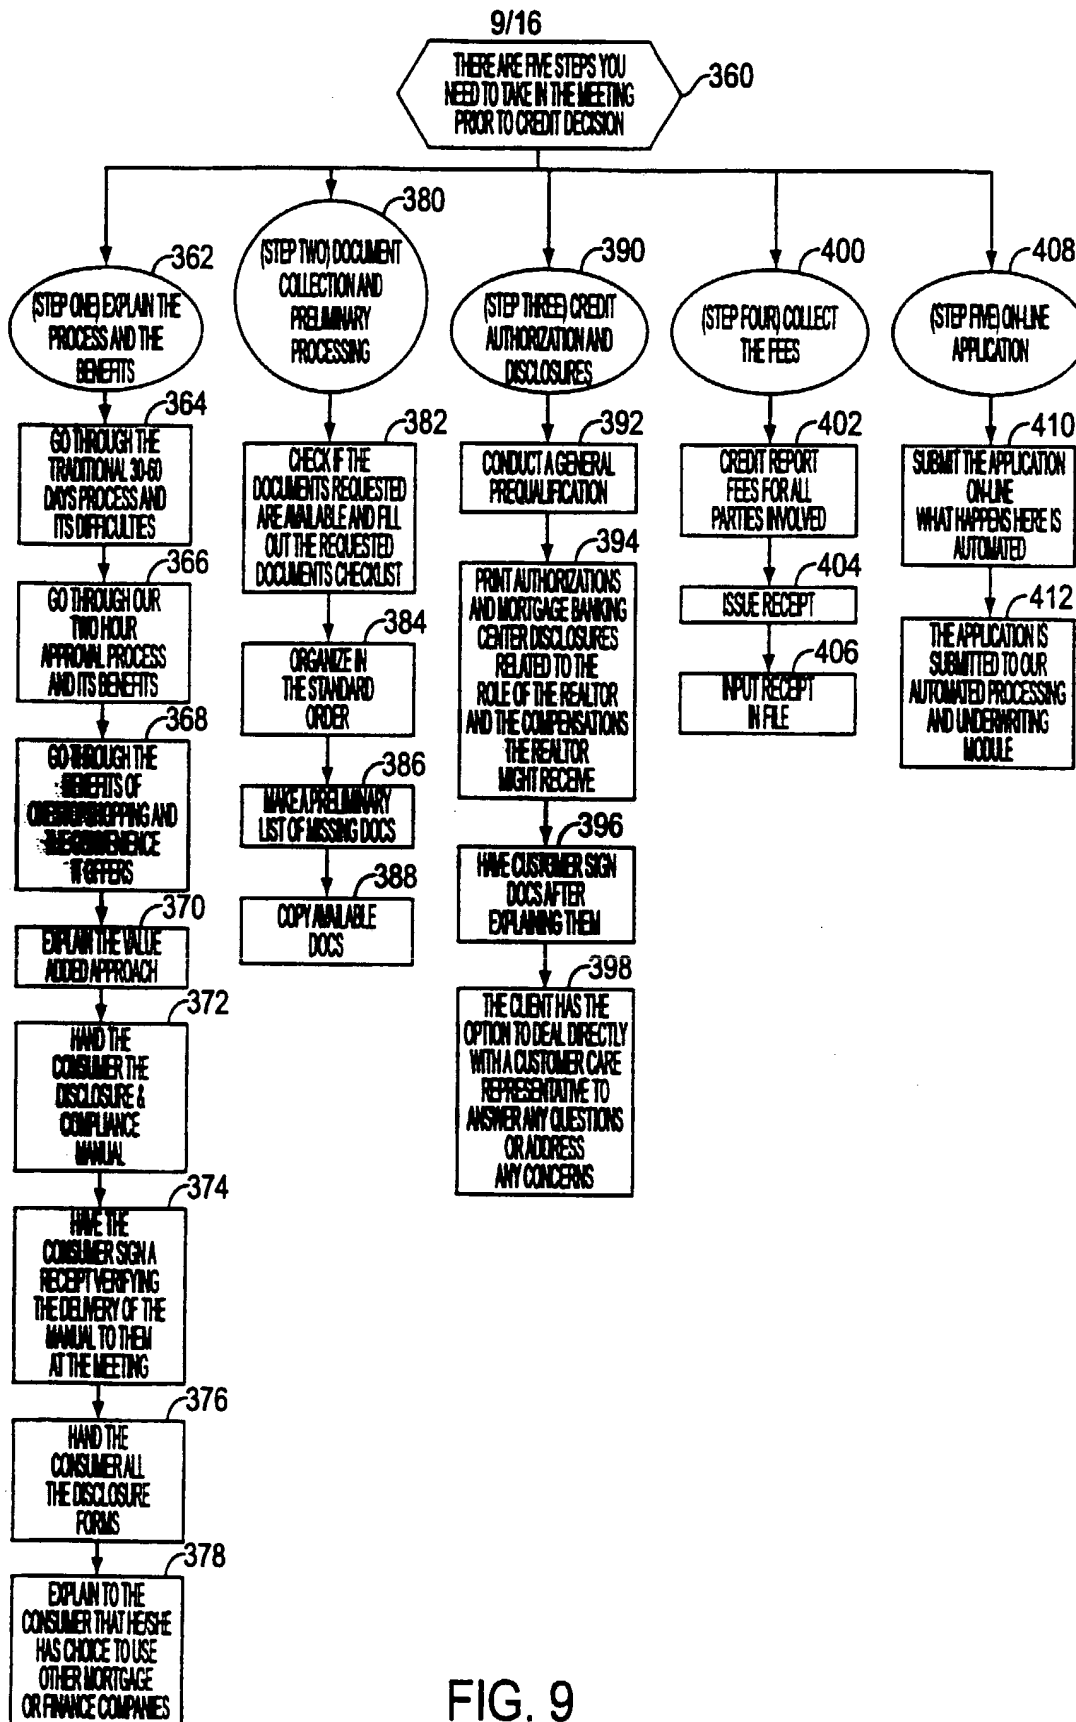 9/16
THERE ARE FIVE STEPS YOU
NEED TO TAKE IN THE MEETING
PRIOR TO CREDIT DECISION
360
362
(STEP ONE) EXPLAIN THE
PROCESS AND THE
BENEFITS
364
GO THROUGH THE
TRADITIONAL 30-60
DAYS PROCESS AND
ITS DIFFICULTIES
366
GO THROUGH OUR
TWO HOUR
APPROVAL PROCESS
AND ITS BENEFITS
368
GO THROUGH THE
BENEFITS OF
ONE STOP SHOPPING AND
THE CONVENIENCE
IT OFFERS
370
EXPLAIN THE VALUE
ADDED APPROACH
372
HAND THE
CONSUMER THE
DISCLOSURE &
COMPLIANCE
MANUAL
374
HAVE THE
CONSUMER SIGN A
RECEIPT VERIFYING
THE DELIVERY OF THE
MANUAL TO THEM
AT THE MEETING
376
HAND THE
CONSUMER ALL
THE DISCLOSURE
FORMS
378
EXPLAIN TO THE
CONSUMER THAT HE/SHE
HAS CHOICE TO USE
OTHER MORTGAGE
OR FINANCE COMPANIES
380
(STEP TWO) DOCUMENT
COLLECTION AND
PRELIMINARY
PROCESSING
382
CHECK IF THE
DOCUMENTS REQUESTED
ARE AVAILABLE AND FILL
OUT THE REQUESTED
DOCUMENTS CHECKLIST
384
ORGANIZE IN
THE STANDARD
ORDER
386
MAKE A PRELIMINARY
LIST OF MISSING DOCS
388
COPY AVAILABLE
DOCS
390
(STEP THREE) CREDIT
AUTHORIZATION AND
DISCLOSURES
392
CONDUCT A GENERAL
PREQUALIFICATION
394
PRINT AUTHORIZATIONS
AND MORTGAGE BANKING
CENTER DISCLOSURES
RELATED TO THE
ROLE OF THE REALTOR
AND THE COMPENSATIONS
THE REALTOR
MIGHT RECEIVE
396
HAVE CUSTOMER SIGN
DOCS AFTER
EXPLAINING THEM
398
THE CLIENT HAS THE
OPTION TO DEAL DIRECTLY
WITH A CUSTOMER CARE
REPRESENTATIVE TO
ANSWER ANY QUESTIONS
OR ADDRESS
ANY CONCERNS
400
(STEP FOUR) COLLECT
THE FEES
402
CREDIT REPORT
FEES FOR ALL
PARTIES INVOLVED
404
ISSUE RECEIPT
406
INPUT RECEIPT
IN FILE
408
(STEP FIVE) ON-LINE
APPLICATION
410
SUBMIT THE APPLICATION
ON-LINE
WHAT HAPPENS HERE IS
AUTOMATED
412
THE APPLICATION IS
SUBMITTED TO OUR
AUTOMATED PROCESSING
AND UNDERWRITING
MODULE
FIG. 9